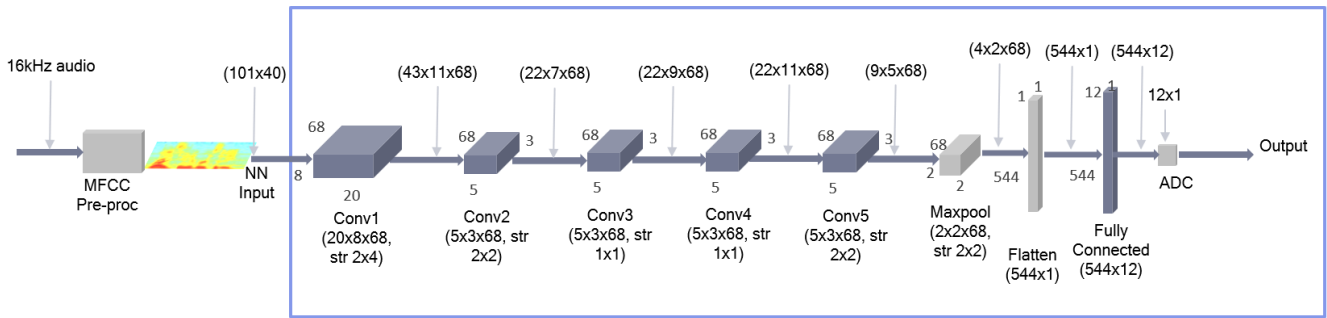 16kHz audio
MFCC
Pre-proc
(101x40)
NN
Input
68
8
20
Conv1
(20x8x68,
str 2x4)
(43x11x68)
68
3
5
Conv2
(5x3x68, str
2x2)
(22x7x68)
68
3
5
Conv3
(5x3x68, str
1x1)
(22x9x68)
68
3
5
Conv4
(5x3x68, str
1x1)
(22x11x68)
68
3
5
Conv5
(5x3x68, str
2x2)
(9x5x68)
68
2
2
Maxpool
(2x2x68,
str 2x2)
(4x2x68)
1
1
544
Flatten
(544x1)
(544x1)
12
1
544
Fully
Connected
(544x12)
(544x12)
12x1
ADC
Output